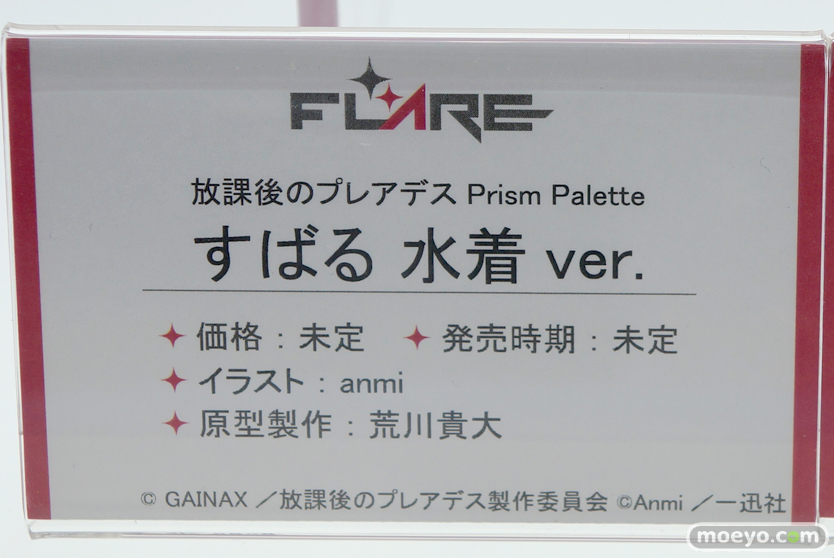 FLARE
放課後のプレアデス Prism Palette
すばる 水着 ver.
価格：未定 発売時期：未定
イラスト：anmi
原型製作：荒川貴大
© GAINAX ／放課後のプレアデス製作委員会 ©Anmi ／一迅社
moeyo.com